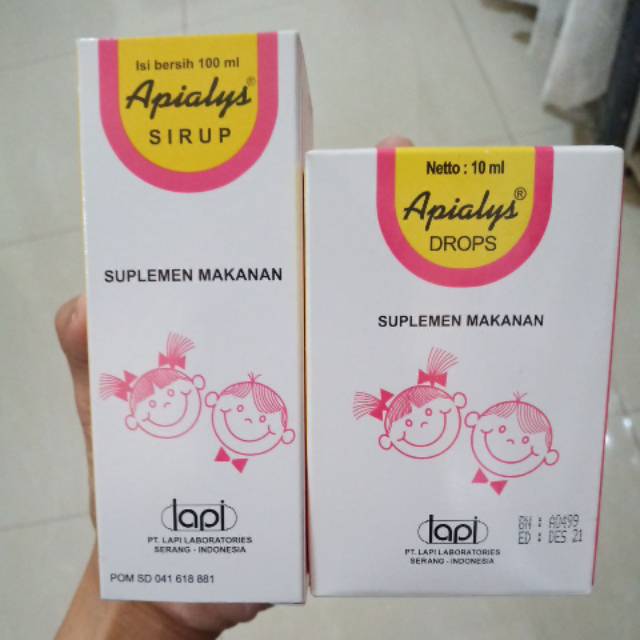 Isi bersih 100 ml
Apialys®
SIRUP
SUPLEMEN MAKANAN
lapi
PT. LAPI LABORATORIES
SERANG - INDONESIA
POM SD 041 618 881
Netto : 10 ml
Apialys®
DROPS
SUPLEMEN MAKANAN
lapi
PT. LAPI LABORATORIES
SERANG - INDONESIA
BN : AD499
ED : DES 21